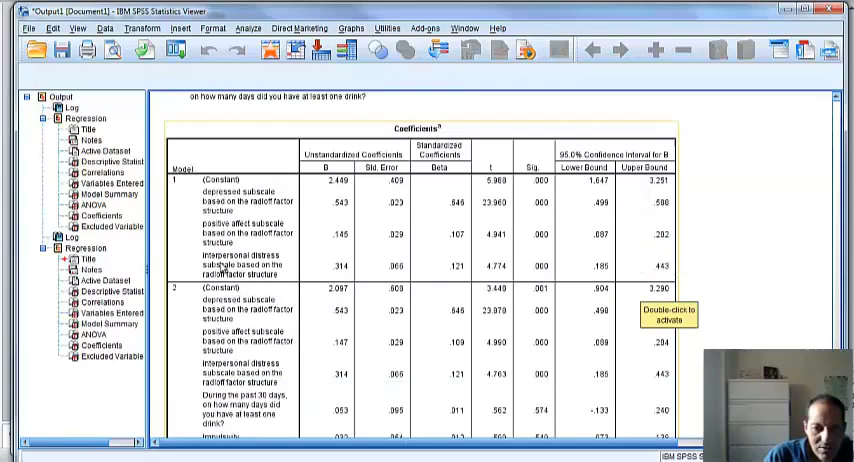 *Output1 [Document1] - IBM SPSS Statistics Viewer
File Edit View Data Transform Insert Format Analyze Direct Marketing Graphs Utilities Add-ons Window Help
Output
Log
Regression
Title
Notes
Active Dataset
Descriptive Statist
Correlations
Variables Entered
Model Summary
ANOVA
Coefficients
Excluded Variable
Log
Regression
Title
Notes
Active Dataset
Correlations
Variables Entered
Model Summary
ANOVA
Coefficients
Excluded Variable
on how many days did you have at least one drink?
Coefficients a
Unstandardized Coefficients Standardized Coefficients 95.0% Confidence Interval for B
Model B Std. Error Beta t Sig. Lower Bound Upper Bound
1 (Constant) 2.449 .409 5.968 .000 1.647 3.251
depressed subscale .543 .023 .646 23.960 .000 .499 .588
based on the radloff factor
structure
positive affect subscale .145 .029 .107 4.941 .000 .087 .202
based on the radloff factor
structure
interpersonal distress .314 .066 .121 4.774 .000 .185 .443
subscale based on the
radloff factor structure
2 (Constant) 2.097 .608 3.448 .001 .904 3.290
depressed subscale .543 .023 .646 23.978 .000 .498
based on the radloff factor
structure
Double-click to
activate
positive affect subscale .147 .029 .109 4.990 .000 .089 .204
based on the radloff factor
structure
interpersonal distress .314 .066 .121 4.763 .000 .185 .443
subscale based on the
radloff factor structure
During the past 30 days, .053 .095 .011 .562 .574 -.133 .240
on how many days did
you have at least one
drink?
Impulsivity
IBM SPSS Sta